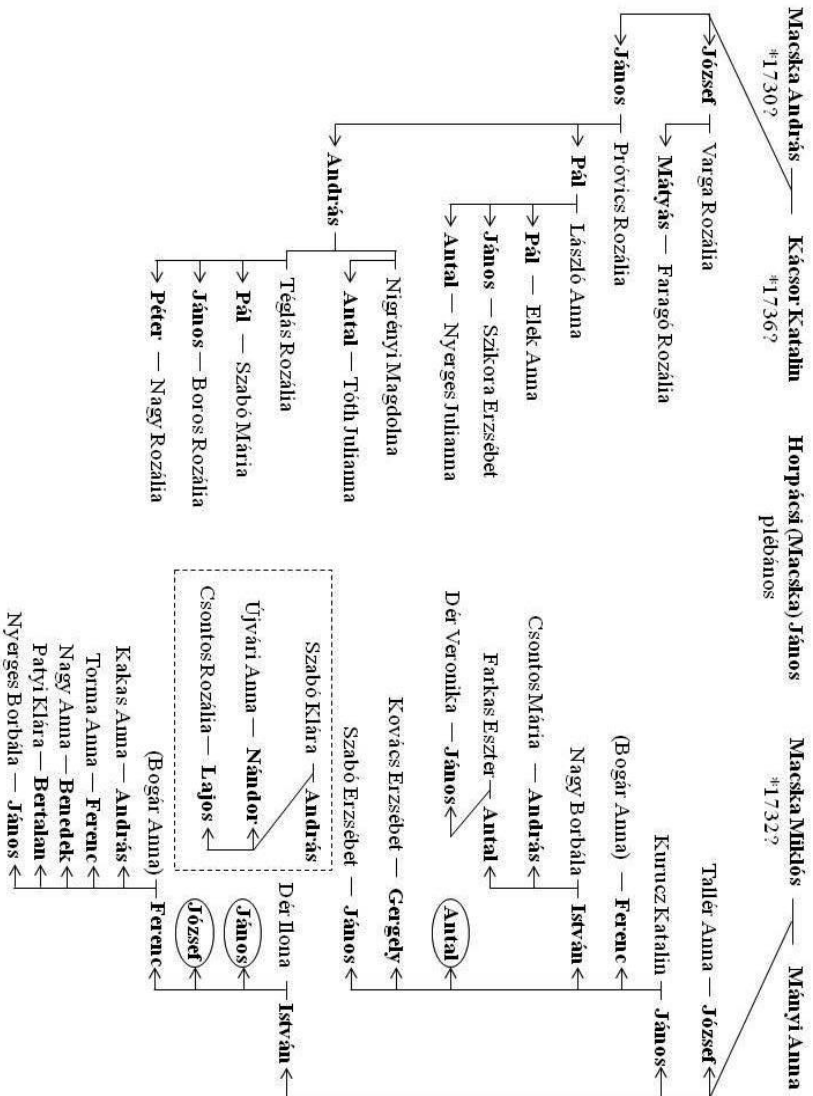 Macska András — Kácsor Katalin
*1730? *1736?
Horpácsi (Macska) János
plébános
Macska Miklós — Mányi Anna
*1732?
József — Varga Rozália
Mátyás — Faragó Rozália
János — Próvics Rozália
Pál — László Anna
Pál — Elek Anna
János — Szikora Erzsébet
Antal — Nyerges Julianna
András
Nigrényi Magdolna
Antal — Tóth Julianna
Téglás Rozália
Pál — Szabó Mária
János — Boros Rozália
Péter — Nagy Rozália
Tallér Anna — József
Kurucz Katalin — János
(Bogár Anna) — Ferenc
Nagy Borbála — István
Csontos Mária — András
Farkas Eszter — Antal
Dér Veronika — János
Antal
Kovács Erzsébet — Gergely
Szabó Erzsébet — János
Szabó Klára — András
Újvári Anna — Nándor
Csontos Rozália — Lajos
Dér Ilona — István
János
József
(Bogár Anna) — Ferenc
Kakas Anna — András
Torma Anna — Ferenc
Nagy Anna — Benedek
Patyi Klára — Bertalan
Nyerges Borbála — János